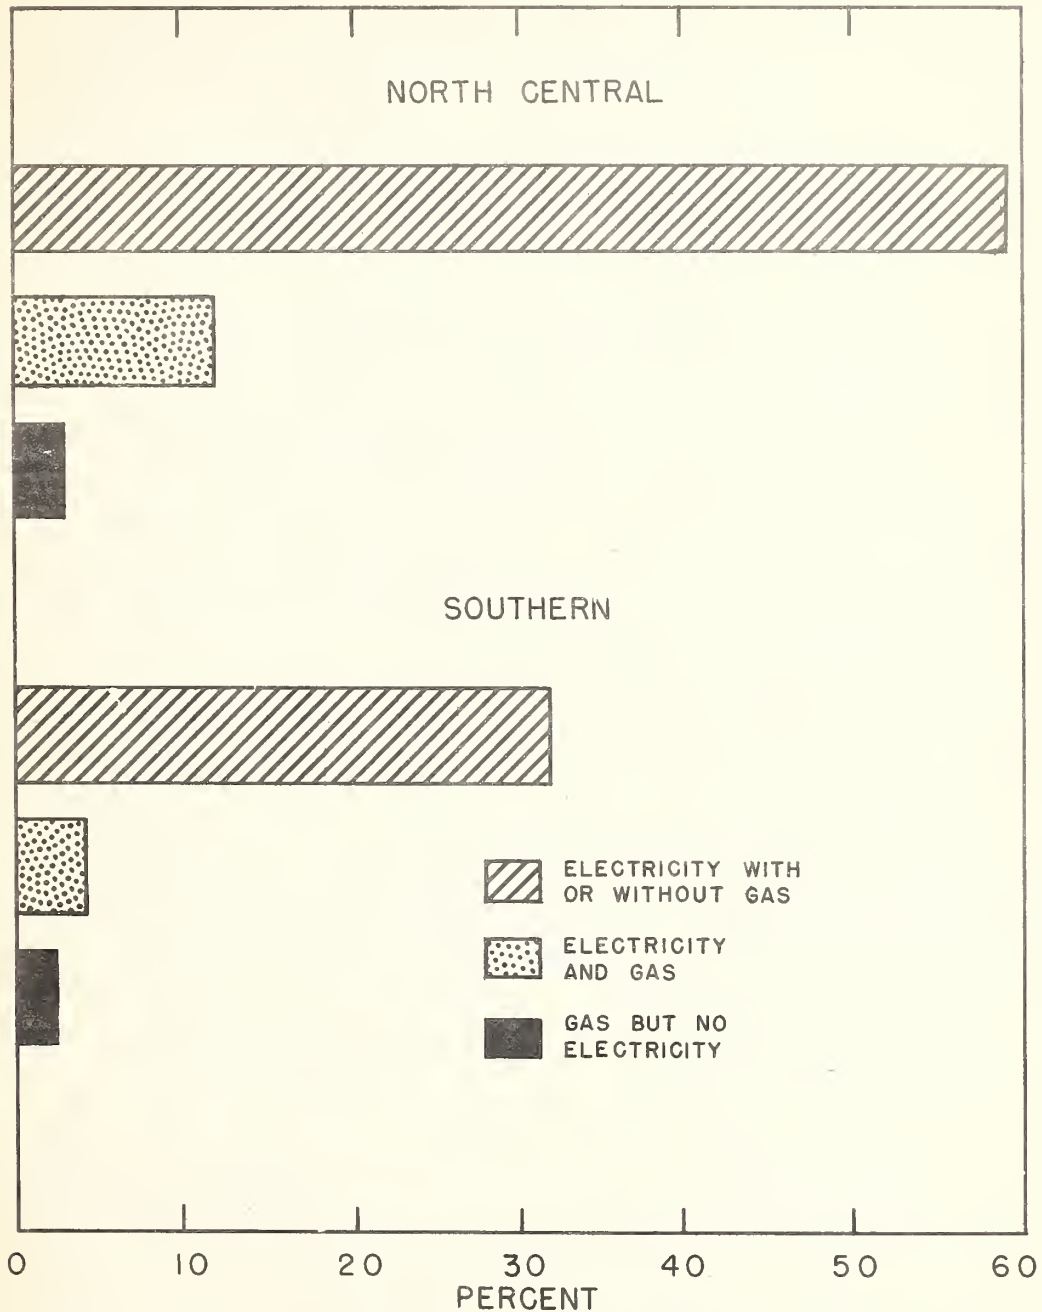 NORTH CENTRAL
SOUTHERN
ELECTRICITY WITH
OR WITHOUT GAS
ELECTRICITY
AND GAS
GAS BUT NO
ELECTRICITY
0 10 20 30 40 50 60
PERCENT